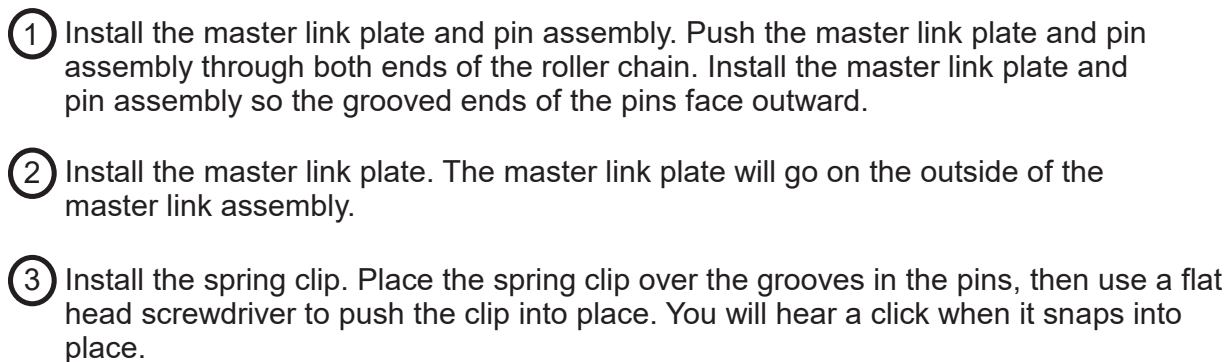 1 Install the master link plate and pin assembly. Push the master link plate and pin
assembly through both ends of the roller chain. Install the master link plate and
pin assembly so the grooved ends of the pins face outward.
2 Install the master link plate. The master link plate will go on the outside of the
master link assembly.
3 Install the spring clip. Place the spring clip over the grooves in the pins, then use a flat
head screwdriver to push the clip into place. You will hear a click when it snaps into
place.